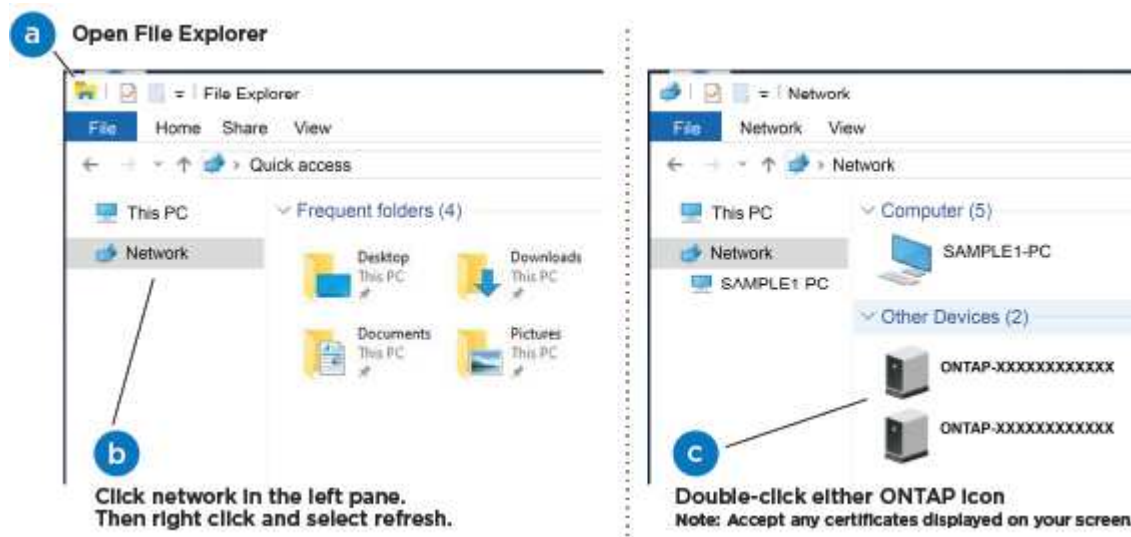 a Open File Explorer
File Explorer
File Home Share View
Quick access
This PC
Network
Frequent folders (4)
Desktop
This PC
Downloads
This PC
Documents
This PC
Pictures
This PC
b
Click network in the left pane.
Then right click and select refresh.
Network
File Network View
Network
This PC
Network
SAMPLE1 PC
Computer (5)
SAMPLE1-PC
Other Devices (2)
ONTAP-XXXXXXXXXXXX
ONTAP-XXXXXXXXXXXX
c
Double-click either ONTAP icon
Note: Accept any certificates displayed on your screen